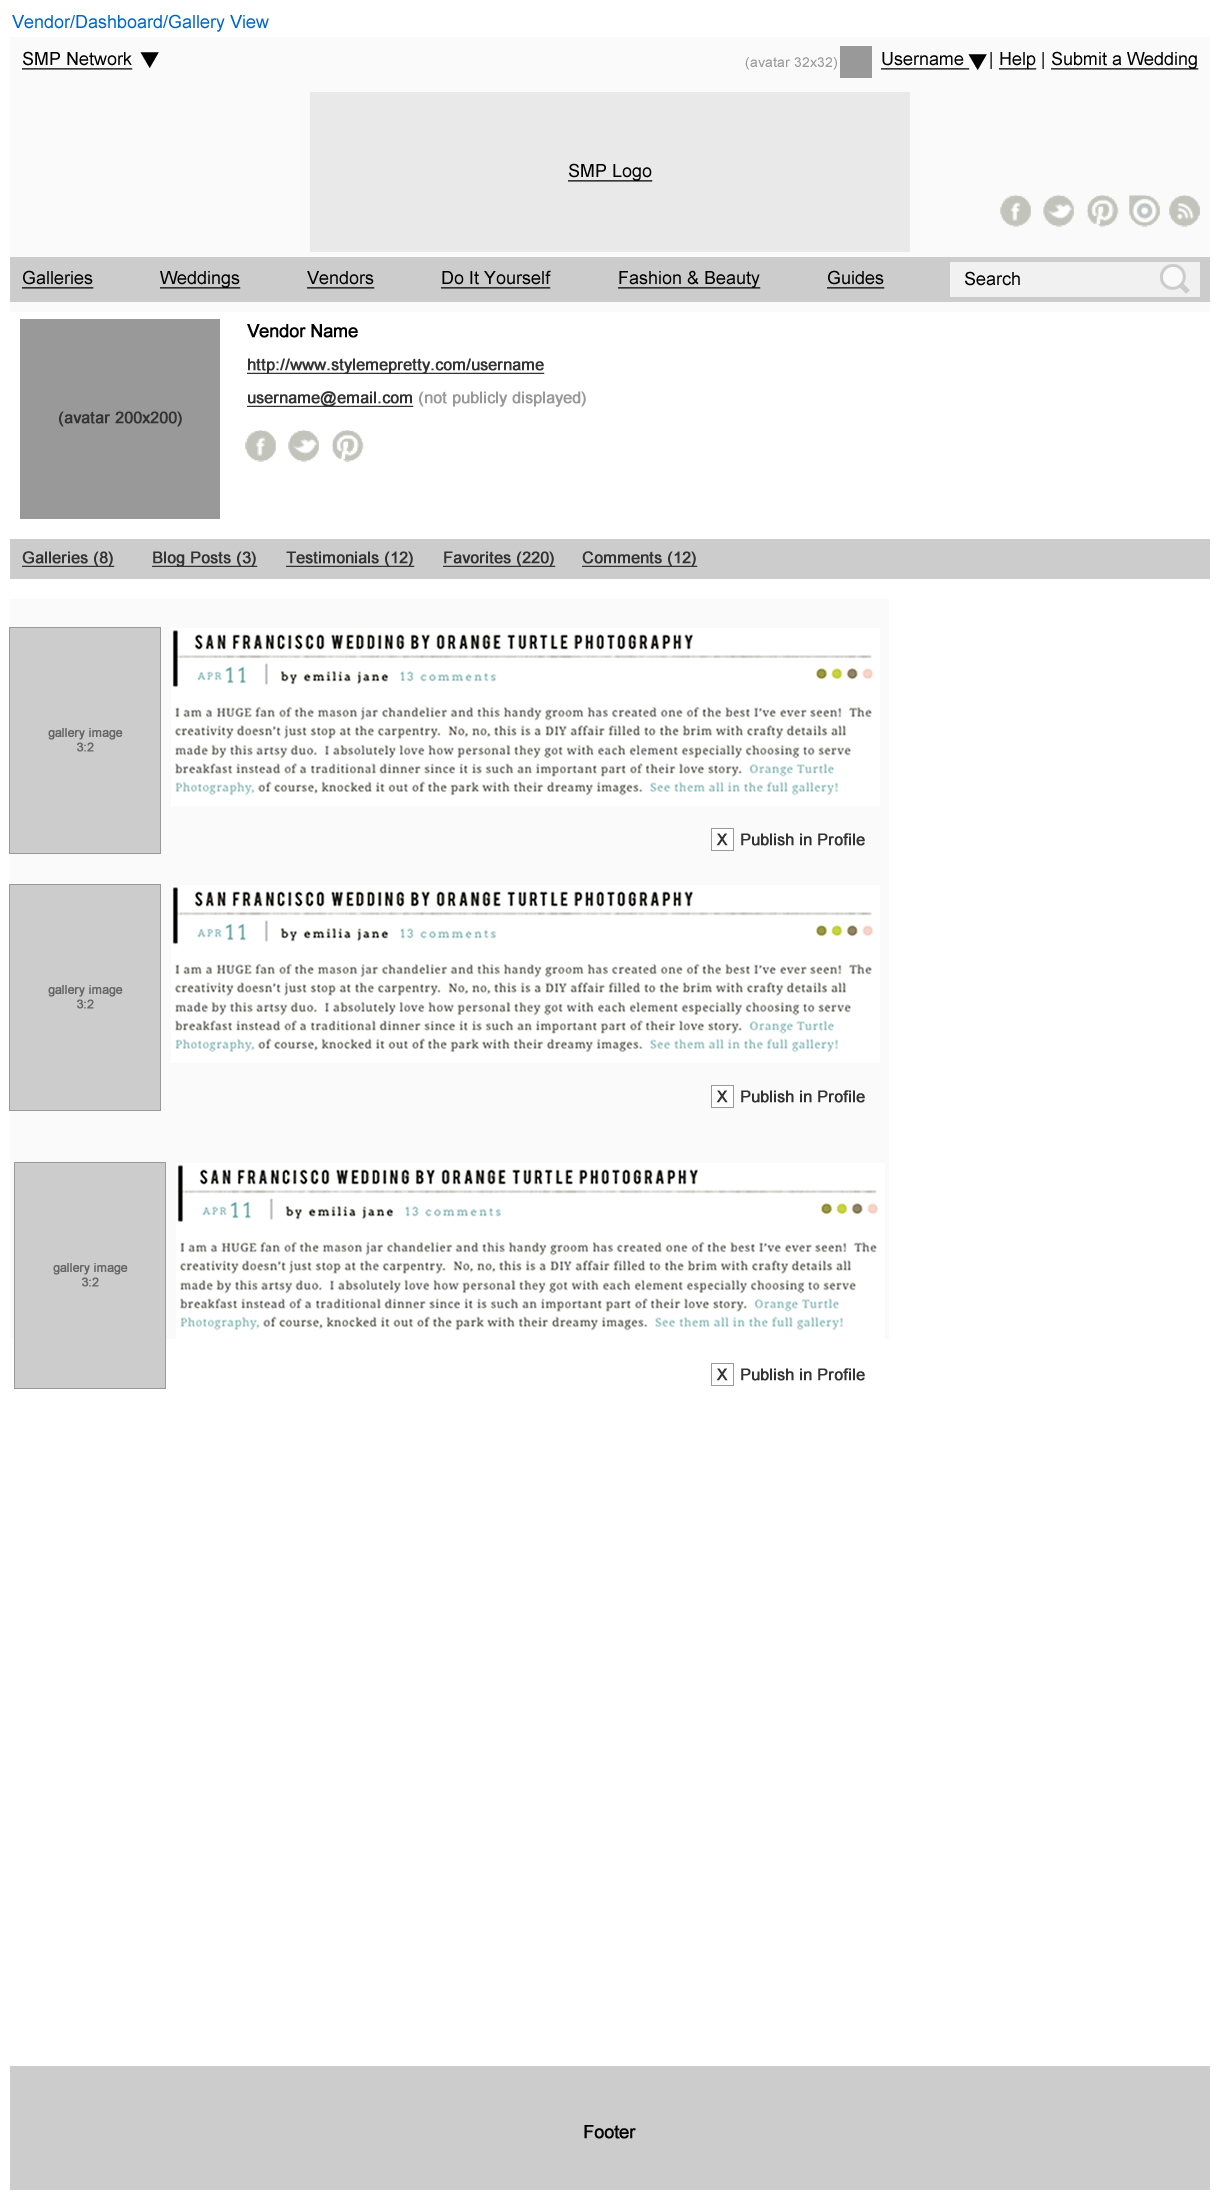 Vendor/Dashboard/Gallery View
SMP Network
(avatar 32x32)
Username | Help | Submit a Wedding
SMP Logo
Galleries
Weddings
Vendors
Do It Yourself
Fashion & Beauty
Guides
Search
(avatar 200x200)
Vendor Name
http://www.stylemepretty.com/username
username@email.com (not publicly displayed)
Galleries (8)
Blog Posts (3)
Testimonials (12)
Favorites (220)
Comments (12)
gallery image
3:2
SAN FRANCISCO WEDDING BY ORANGE TURTLE PHOTOGRAPHY
APR 11 | by emilia jane 13 comments
I am a HUGE fan of the mason jar chandelier and this handy groom has created one of the best I've ever seen! The
creativity doesn't just stop at the carpentry. No, no, this is a DIY affair filled to the brim with crafty details all
made by this artsy duo. I absolutely love how personal they got with each element especially choosing to serve
breakfast instead of a traditional dinner since it is such an important part of their love story. Orange Turtle
Photography, of course, knocked it out of the park with their dreamy images. See them all in the full gallery!
X Publish in Profile
gallery image
3:2
SAN FRANCISCO WEDDING BY ORANGE TURTLE PHOTOGRAPHY
APR 11 | by emilia jane 13 comments
I am a HUGE fan of the mason jar chandelier and this handy groom has created one of the best I've ever seen! The
creativity doesn't just stop at the carpentry. No, no, this is a DIY affair filled to the brim with crafty details all
made by this artsy duo. I absolutely love how personal they got with each element especially choosing to serve
breakfast instead of a traditional dinner since it is such an important part of their love story. Orange Turtle
Photography, of course, knocked it out of the park with their dreamy images. See them all in the full gallery!
X Publish in Profile
gallery image
3:2
SAN FRANCISCO WEDDING BY ORANGE TURTLE PHOTOGRAPHY
APR 11 | by emilia jane 13 comments
I am a HUGE fan of the mason jar chandelier and this handy groom has created one of the best I've ever seen! The
creativity doesn't just stop at the carpentry. No, no, this is a DIY affair filled to the brim with crafty details all
made by this artsy duo. I absolutely love how personal they got with each element especially choosing to serve
breakfast instead of a traditional dinner since it is such an important part of their love story. Orange Turtle
Photography, of course, knocked it out of the park with their dreamy images. See them all in the full gallery!
X Publish in Profile
Footer